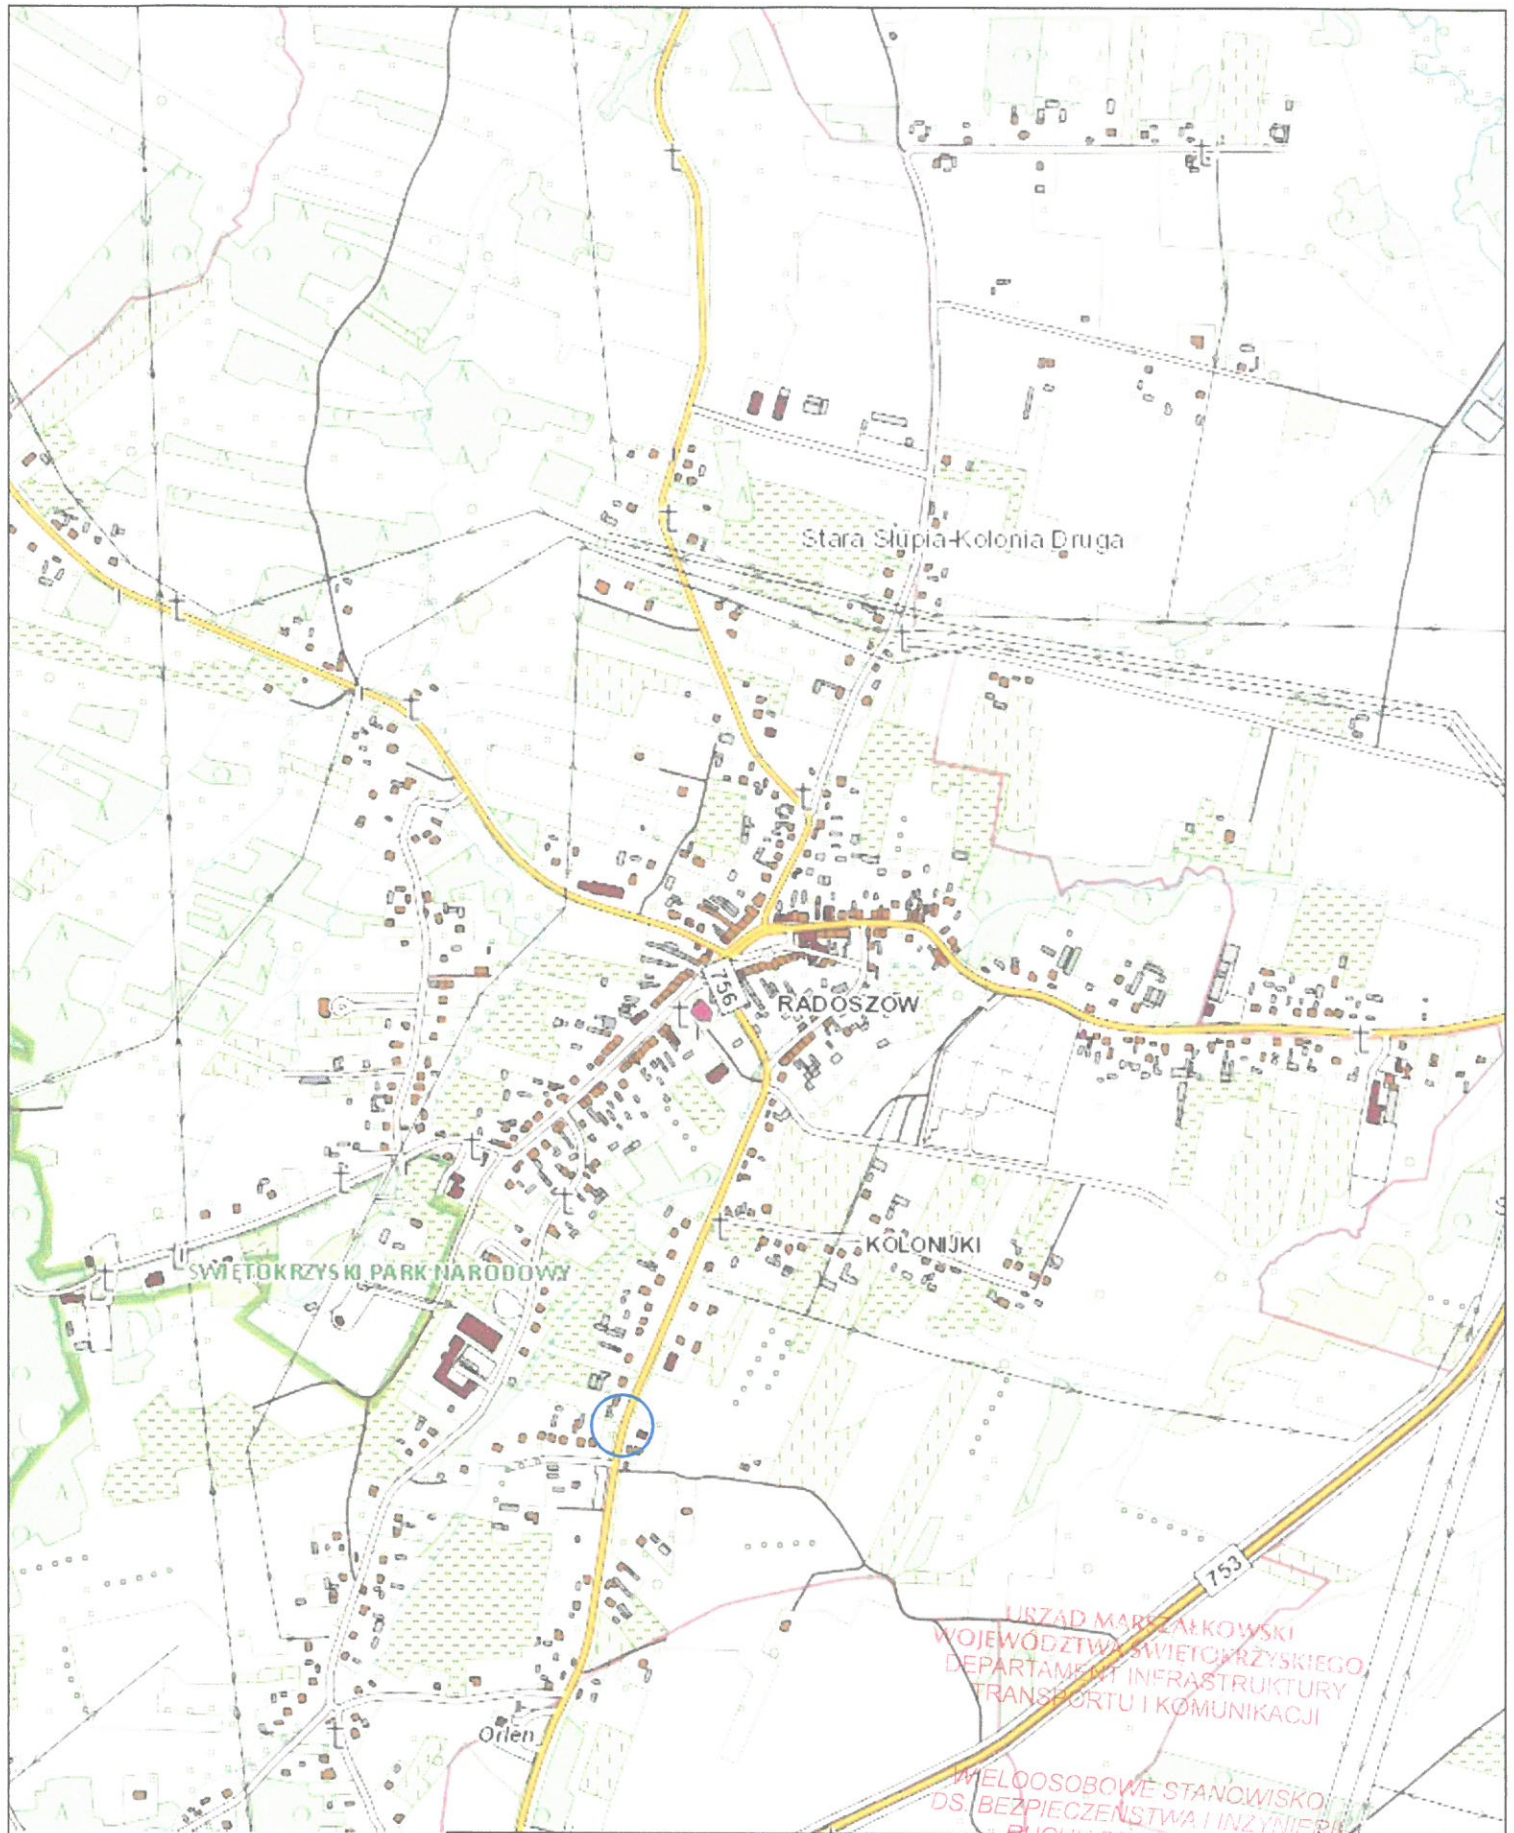 Stara Słupia-Kolonia Druga
756
RADOSZÓW
KOLONIJKI
ŚWIĘTOKRZYSKI PARK NARODOWY
753
URZĄD MARSZAŁKOWSKI
WOJEWÓDZTWA ŚWIĘTOKRZYSKIEGO
DEPARTAMENT INFRASTRUKTURY
TRANSPORTU I KOMUNIKACJI
Orlen
WIELOOSOBOWE STANOWISKO
DS. BEZPIECZEŃSTWA I INŻYNIERII